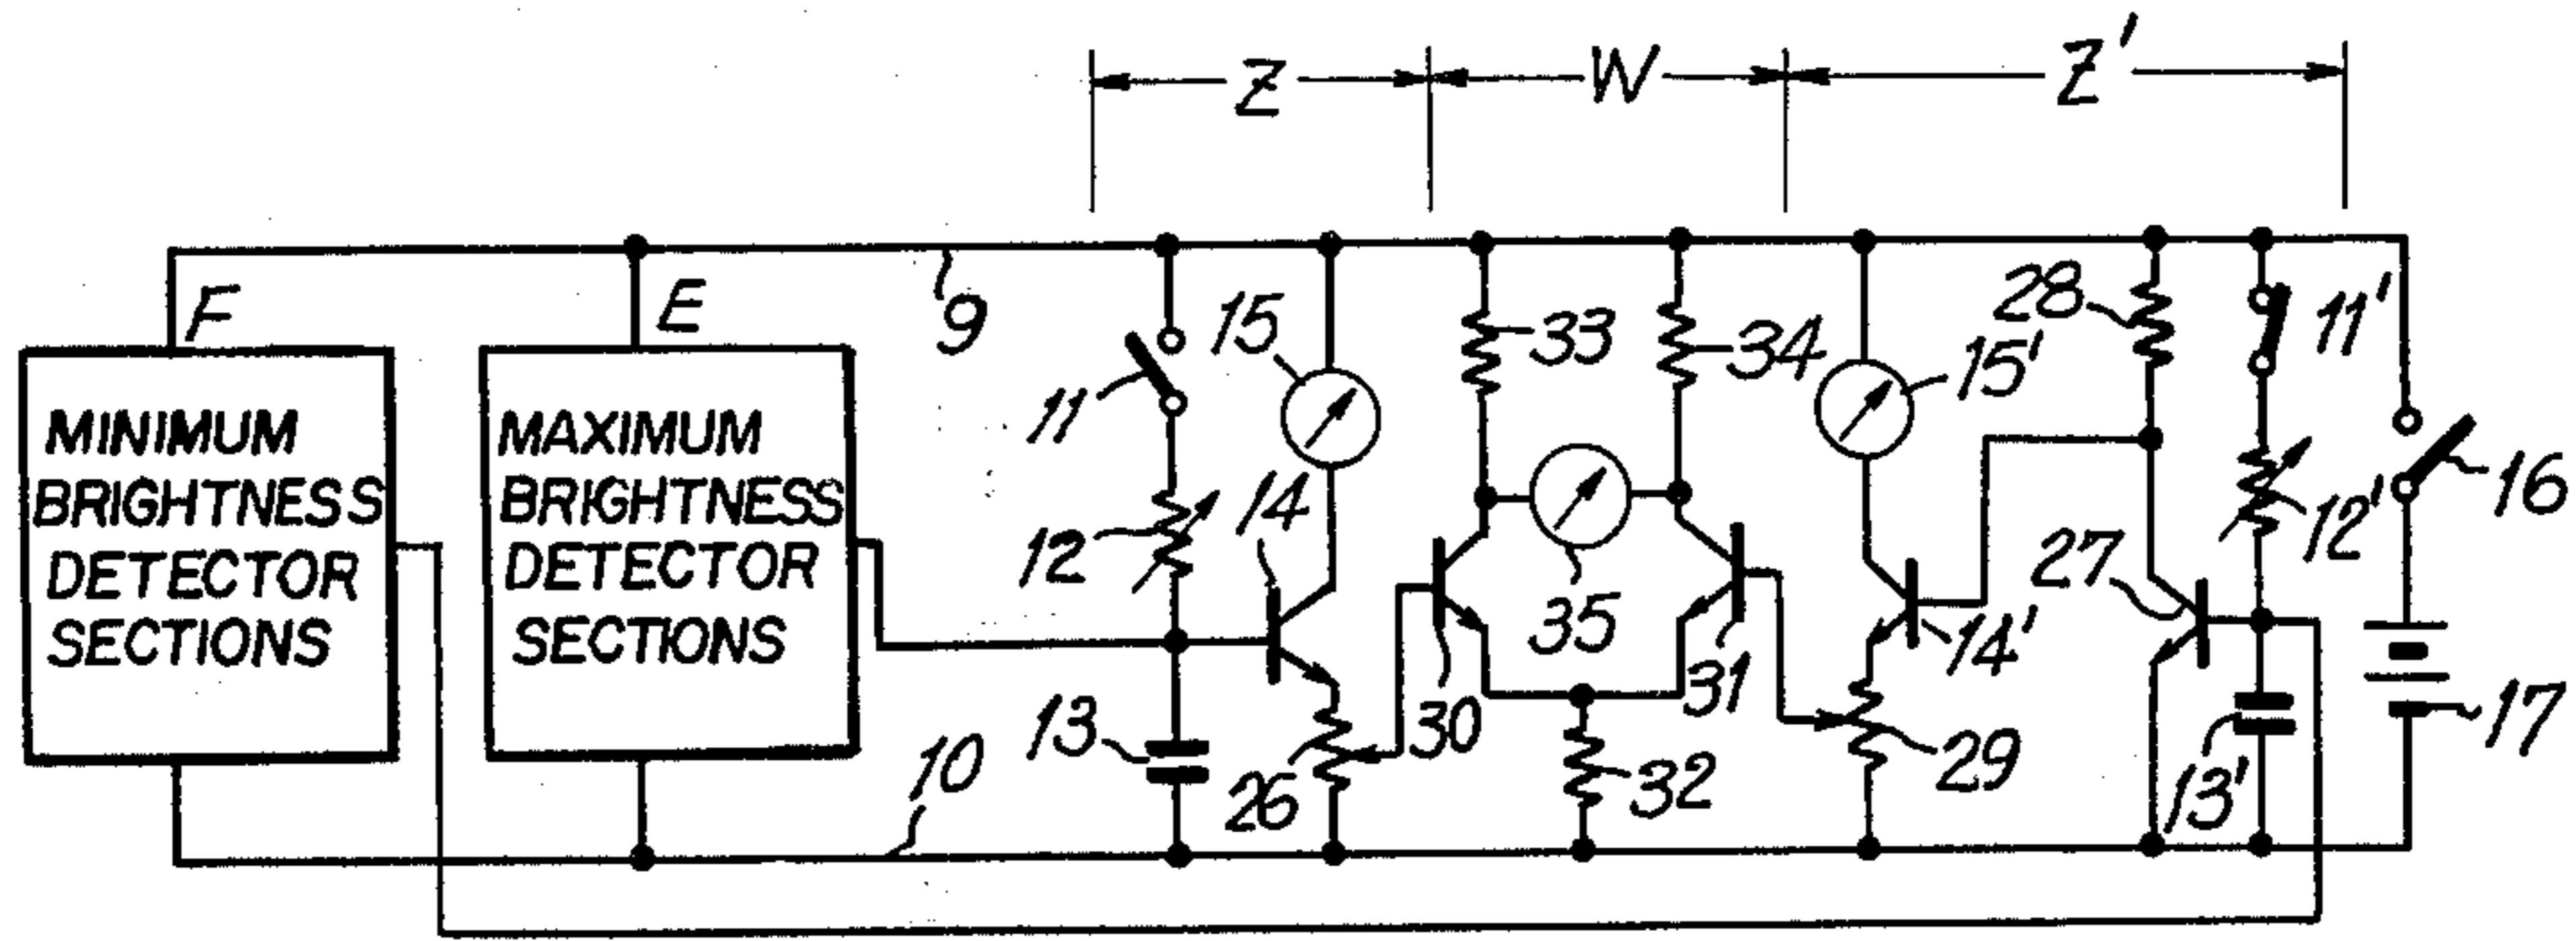 Z W Z'
F E 9
15 33 34 15' 28 11'
11
MINIMUM
BRIGHTNESS
DETECTOR
SECTIONS
MAXIMUM
BRIGHTNESS
DETECTOR
SECTIONS
12 14 35 31 14' 27 12' 16
13 26 30 32 29 13' 17
10